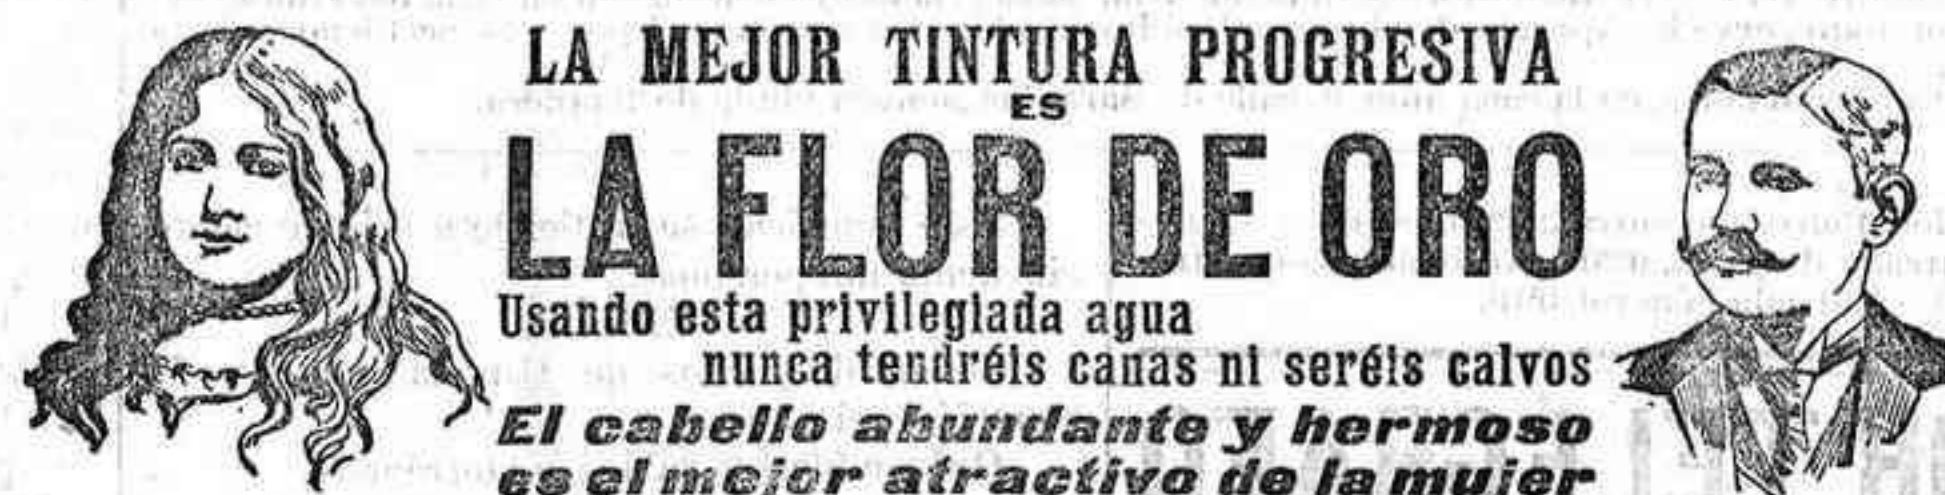 LA MEJOR TINTURA PROGRESIVA
ES
LA FLOR DE ORO
Usando esta privilegiada agua
nunca tendréis canas ni seréis calvos
El cabello abundante y hermoso
es el mejor atractivo de la mujer